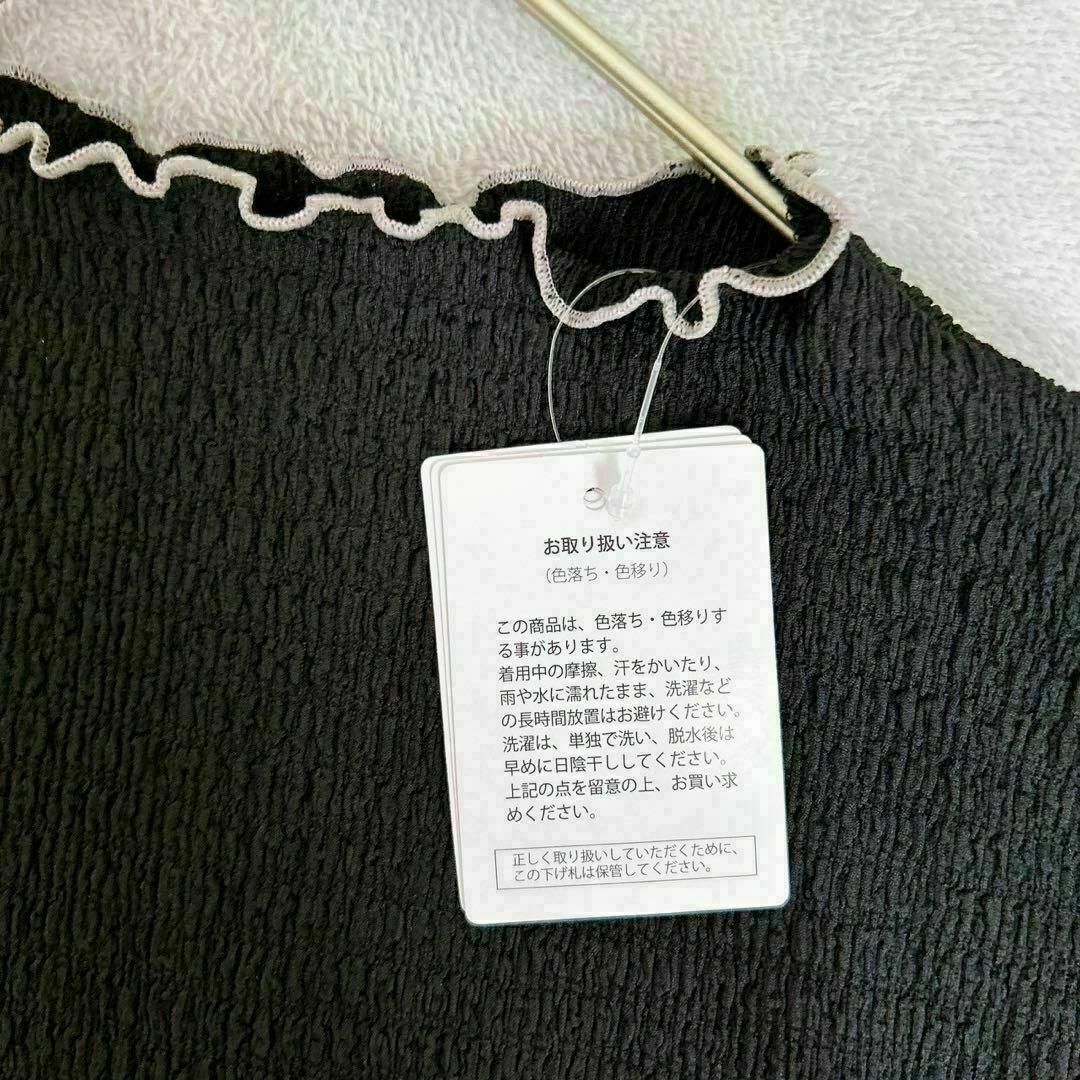 お取り扱い注意
(色落ち・色移り)
この商品は、色落ち・色移りす
る事があります。
着用中の摩擦、汗をかいたり、
雨や水に濡れたまま、洗濯など
の長時間放置はお避けください。
洗濯は、単独で洗い、脱水後は
早めに日陰干ししてください。
上記の点を留意の上、お買い求
めください。
正しく取り扱いしていただくために、
この下げ札は保管してください。